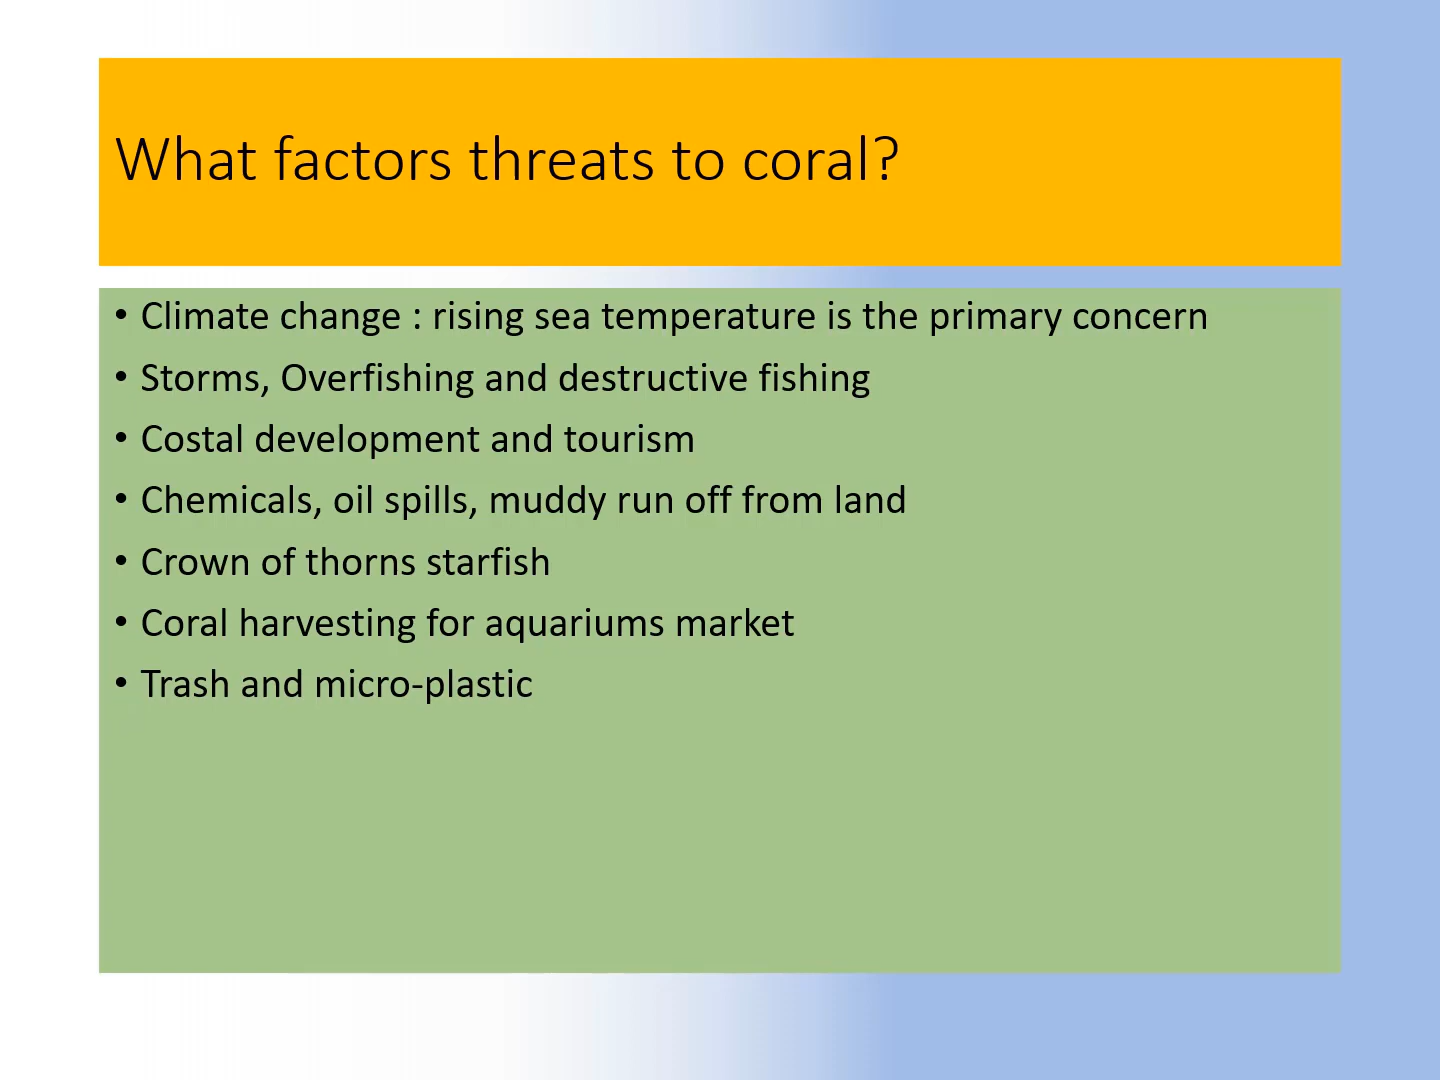 What factors threats to coral?
• Climate change : rising sea temperature is the primary concern
• Storms, Overfishing and destructive fishing
• Costal development and tourism
• Chemicals, oil spills, muddy run off from land
• Crown of thorns starfish
• Coral harvesting for aquariums market
• Trash and micro-plastic